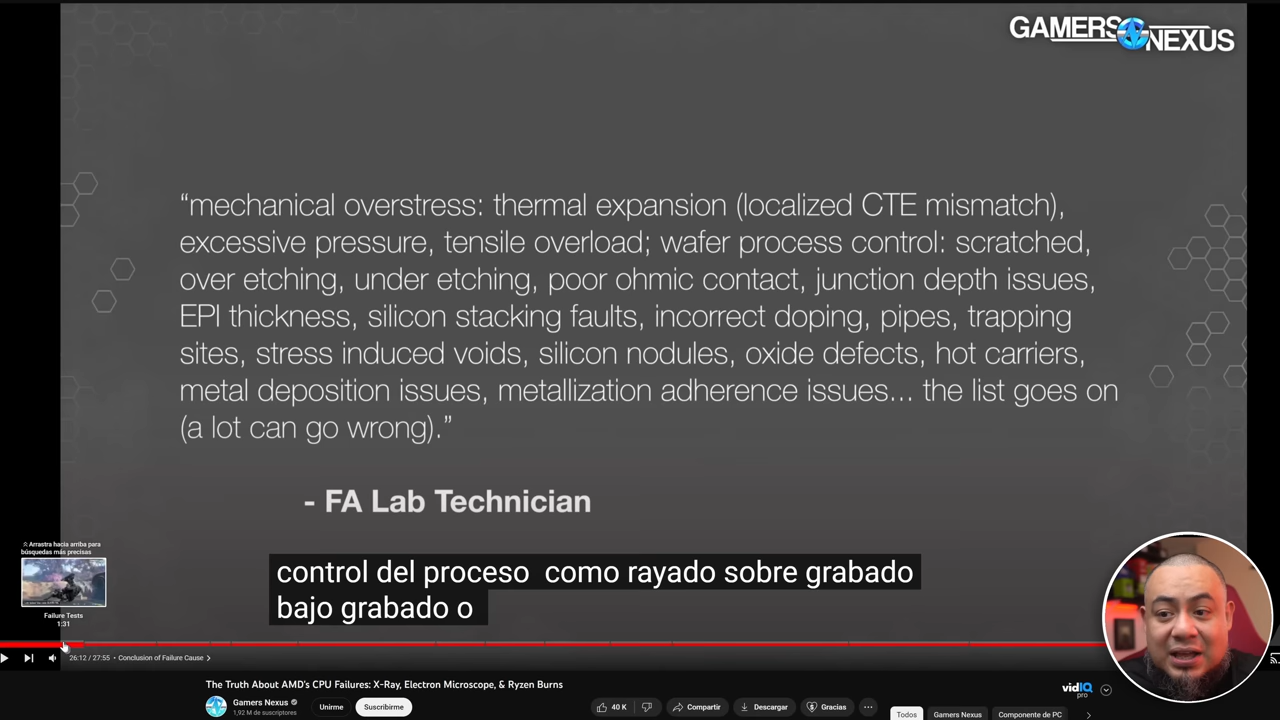 GAMERS NEXUS
“mechanical overstress: thermal expansion (localized CTE mismatch),
excessive pressure, tensile overload; wafer process control: scratched,
over etching, under etching, poor ohmic contact, junction depth issues,
EPI thickness, silicon stacking faults, incorrect doping, pipes, trapping
sites, stress induced voids, silicon nodules, oxide defects, hot carriers,
metal deposition issues, metallization adherence issues... the list goes on
(a lot can go wrong).”
- FA Lab Technician
Arrastra hacia arriba para
búsquedas más precisas
control del proceso  como rayado sobre grabado
bajo grabado o
Failure Tests
1:31
26:12 / 27:55 • Conclusion of Failure Cause
The Truth About AMD's CPU Failures: X-Ray, Electron Microscope, & Ryzen Burns
vidIQ
pro
Gamers Nexus
1,92 M de suscriptores
Unirme
Suscribirme
40 K
Compartir
Descargar
Gracias
Todos
Gamers Nexus
Componente de PC